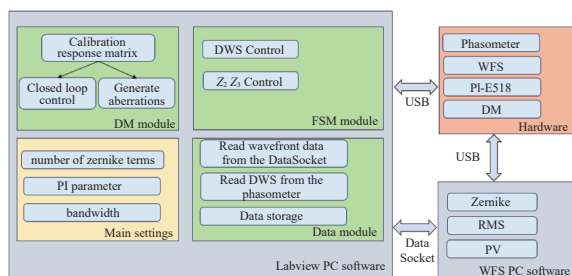 Calibration
response matrix
Closed loop
control
Generate
aberrations
DM module
DWS Control
Z2 Z3 Control
FSM module
number of zernike terms
PI parameter
bandwidth
Main settings
Read wavefront data
from the DataSocket
Read DWS from the
phasometer
Data storage
Data module
Labview PC software
USB
Phasometer
WFS
Pl-E518
DM
Hardware
USB
Data
Socket
Zernike
RMS
PV
WFS PC software